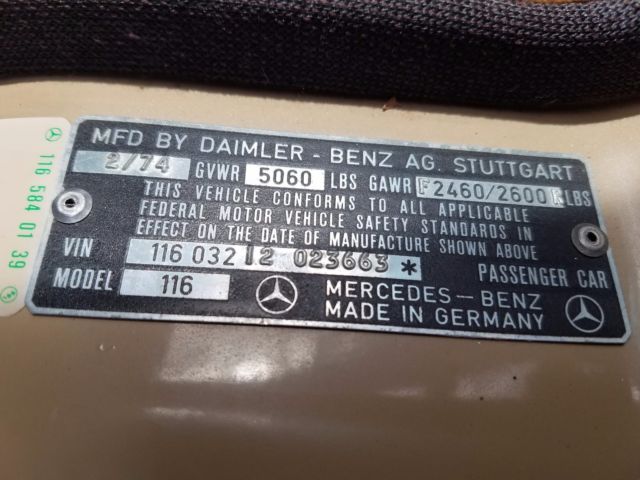 MFD BY DAIMLER - BENZ AG. STUTTGART
2/74 GVWR 5060 LBS GAWR F2460/2600R LBS
THIS VEHICLE CONFORMS TO ALL APPLICABLE
FEDERAL MOTOR VEHICLE SAFETY STANDARDS IN
EFFECT ON THE DATE OF MANUFACTURE SHOWN ABOVE
VIN 116 032 12 023663 * PASSENGER CAR
MODEL 116 MERCEDES - BENZ
MADE IN GERMANY
116 584 01 39